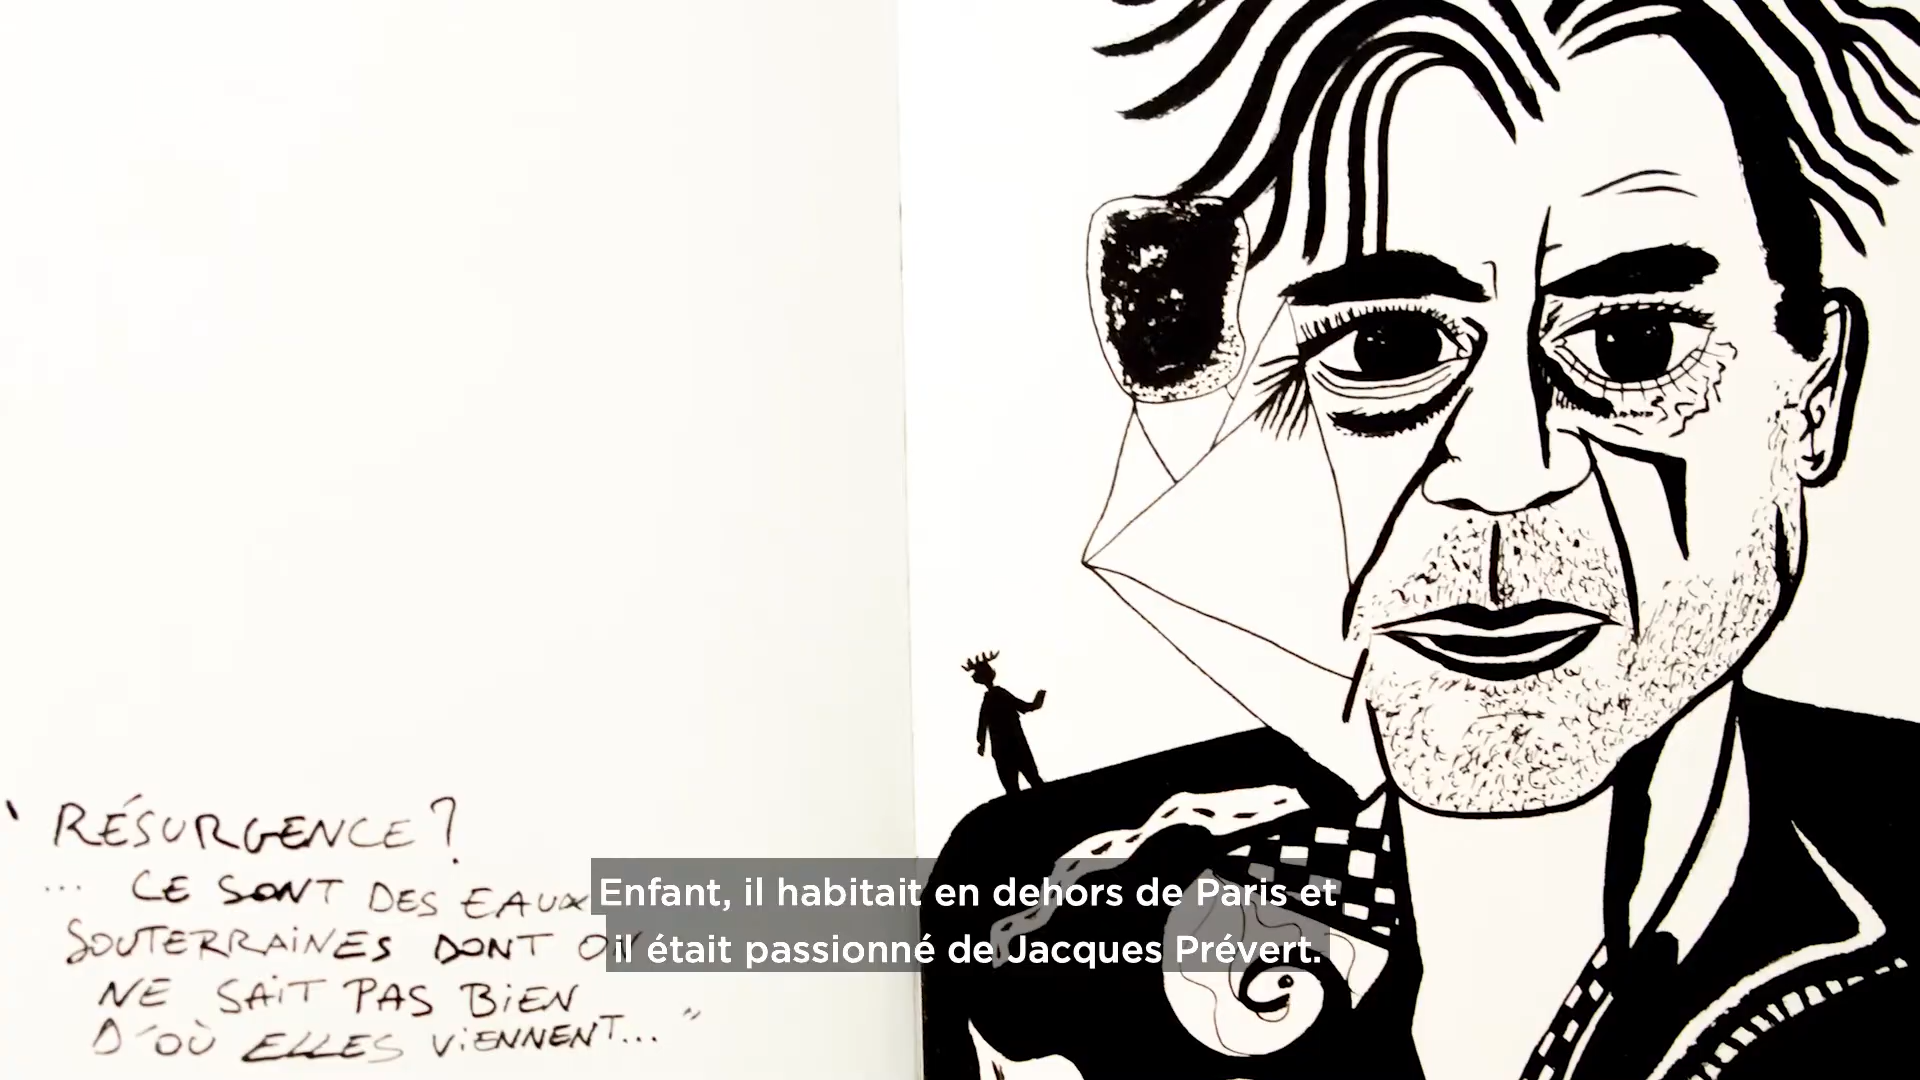 " RÉSURGENCE ?
... CE SONT DES EAUX
SOUTERRAINES DONT ON
NE SAIT PAS BIEN
D'OÙ ELLES VIENNENT... "
Enfant, il habitait en dehors de Paris et
il était passionné de Jacques Prévert.